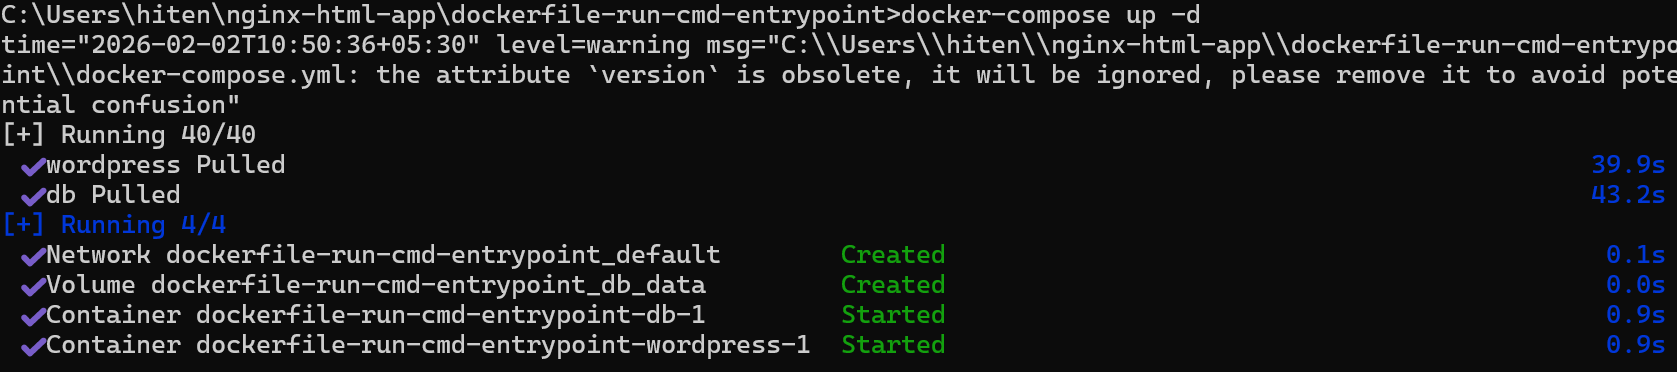 C:\Users\hiten\nginx-html-app\dockerfile-run-cmd-entrypoint>docker-compose up -d
time="2026-02-02T10:50:36+05:30" level=warning msg="C:\\Users\\hiten\\nginx-html-app\\dockerfile-run-cmd-entrypo
int\\docker-compose.yml: the attribute `version` is obsolete, it will be ignored, please remove it to avoid pote
ntial confusion"
[+] Running 40/40
✔wordpress Pulled 39.9s
✔db Pulled 43.2s
[+] Running 4/4
✔Network dockerfile-run-cmd-entrypoint_default Created 0.1s
✔Volume dockerfile-run-cmd-entrypoint_db_data Created 0.0s
✔Container dockerfile-run-cmd-entrypoint-db-1 Started 0.9s
✔Container dockerfile-run-cmd-entrypoint-wordpress-1 Started 0.9s